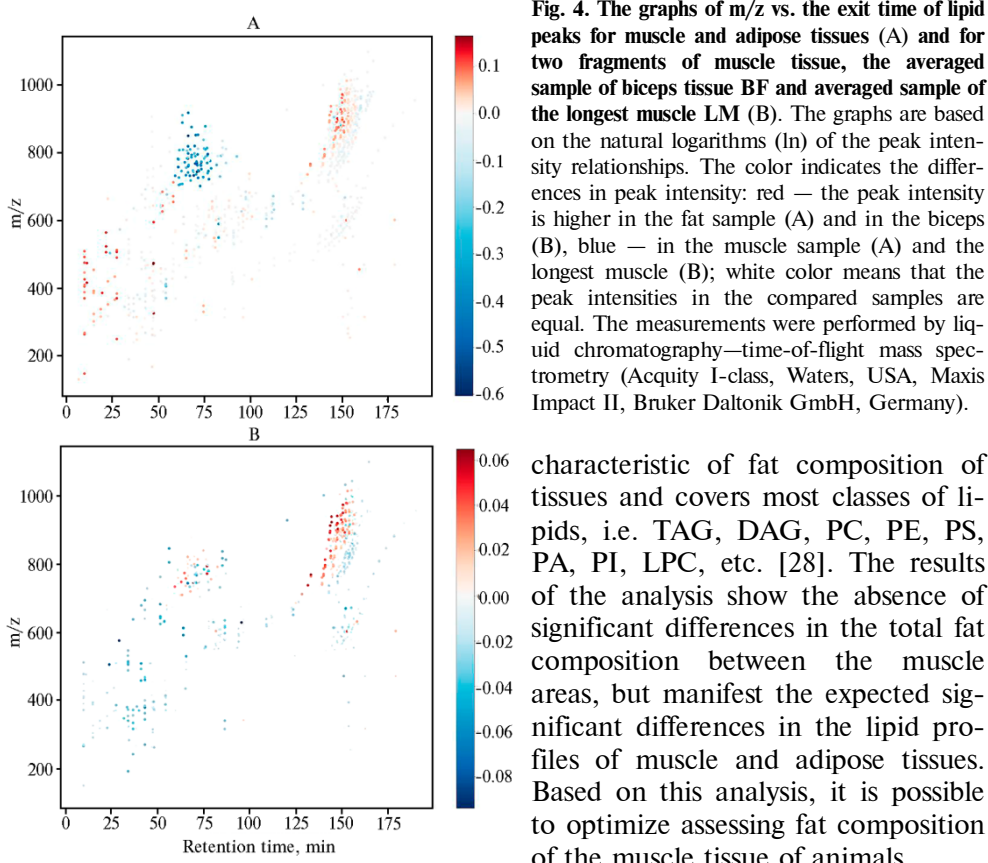 A
m/z
1000
800
600
400
200
0 25 50 75 100 125 150 175
0.1
0.0
-0.1
-0.2
-0.3
-0.4
-0.5
-0.6
B
m/z
1000
800
600
400
200
0 25 50 75 100 125 150 175
Retention time, min
0.06
0.04
0.02
0.00
-0.02
-0.04
-0.06
-0.08
Fig. 4. The graphs of m/z vs. the exit time of lipid
peaks for muscle and adipose tissues (A) and for
two fragments of muscle tissue, the averaged
sample of biceps tissue BF and averaged sample of
the longest muscle LM (B). The graphs are based
on the natural logarithms (ln) of the peak inten-
sity relationships. The color indicates the differ-
ences in peak intensity: red — the peak intensity
is higher in the fat sample (A) and in the biceps
(B), blue — in the muscle sample (A) and the
longest muscle (B); white color means that the
peak intensities in the compared samples are
equal. The measurements were performed by liq-
uid chromatography—time-of-flight mass spec-
trometry (Acquity I-class, Waters, USA, Maxis
Impact II, Bruker Daltonik GmbH, Germany).
characteristic of fat composition of
tissues and covers most classes of li-
pids, i.e. TAG, DAG, PC, PE, PS,
PA, PI, LPC, etc. [28]. The results
of the analysis show the absence of
significant differences in the total fat
composition between the muscle
areas, but manifest the expected sig-
nificant differences in the lipid pro-
files of muscle and adipose tissues.
Based on this analysis, it is possible
to optimize assessing fat composition
of the muscle tissue of animals